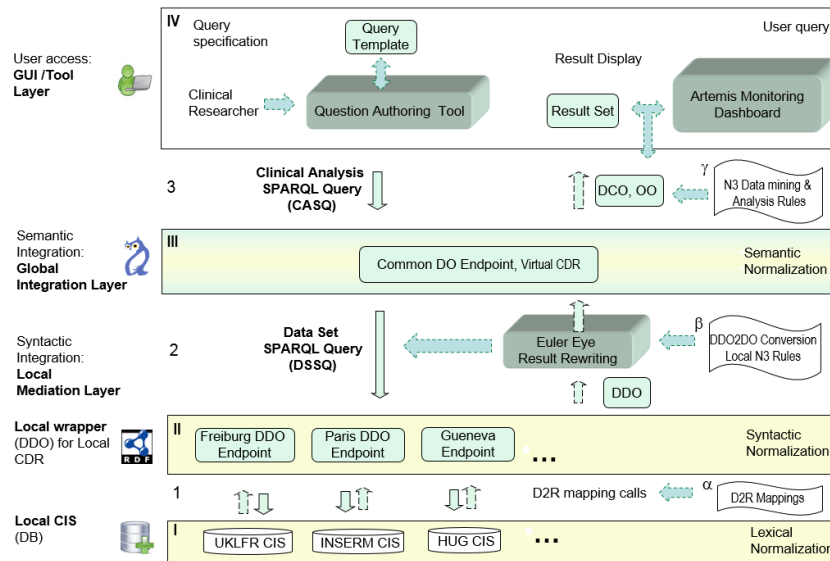 IV
Query
specification
Query
Template
User query
User access:
GUI /Tool
Layer
Result Display
Clinical
Researcher
Question Authoring Tool
Result Set
Artemis Monitoring
Dashboard
3
Clinical Analysis
SPARQL Query
(CASQ)
DCO, OO
γ
N3 Data mining &
Analysis Rules
Semantic
Integration:
Global
Integration Layer
III
Common DO Endpoint, Virtual CDR
Semantic
Normalization
Syntactic
Integration:
Local
Mediation Layer
2
Data Set
SPARQL Query
(DSSQ)
Euler Eye
Result Rewriting
β
DDO2DO Conversion
Local N3 Rules
DDO
Local wrapper
(DDO) for Local
CDR
RDF
II
Freiburg DDO
Endpoint
Paris DDO
Endpoint
Gueneva
Endpoint
...
Syntactic
Normalization
1
D2R mapping calls
α
D2R Mappings
Local CIS
(DB)
I
UKLFR CIS
INSERM CIS
HUG CIS
...
Lexical
Normalization